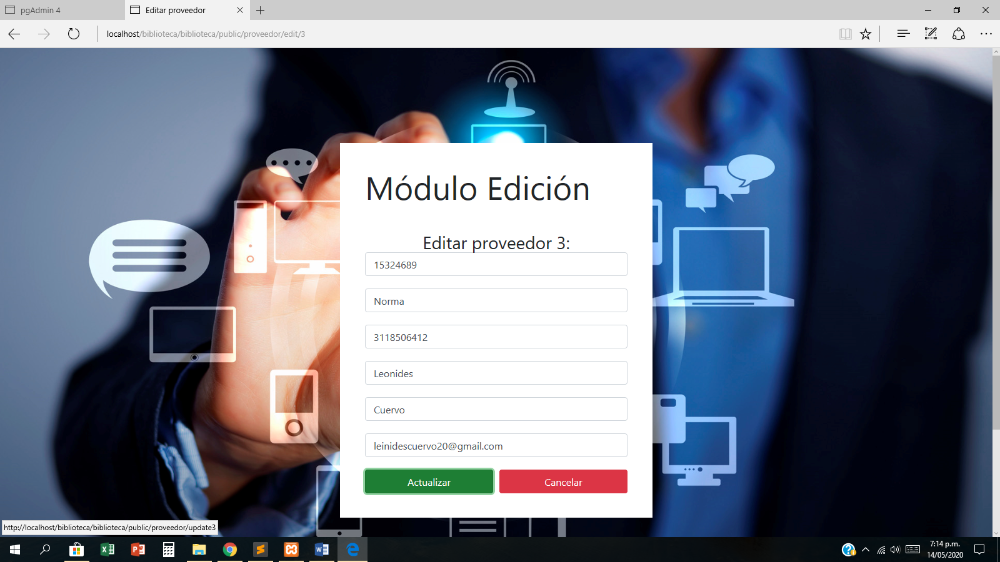 pgAdmin 4
Editar proveedor
localhost/biblioteca/biblioteca/public/proveedor/edit/3
Módulo Edición
Editar proveedor 3:
15324689
Norma
3118506412
Leonides
Cuervo
leinidescuervo20@gmail.com
Actualizar
Cancelar
http://localhost/biblioteca/biblioteca/public/proveedor/update3
7:14 p.m.
14/05/2020